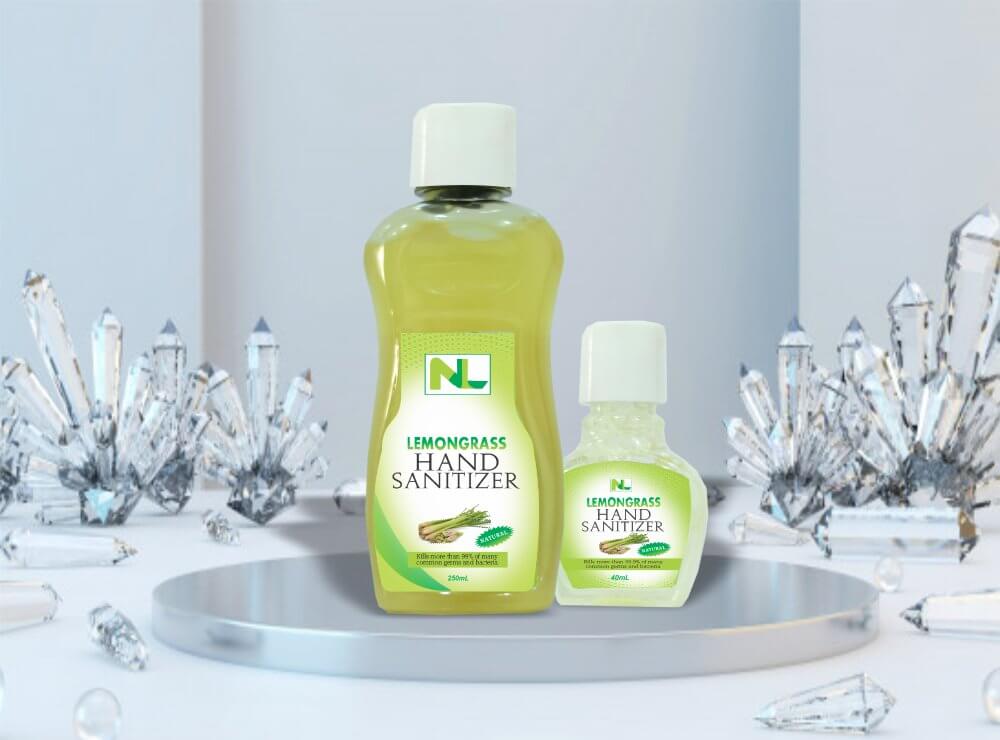 NL
LEMONGRASS
HAND
SANITIZER
NATURAL
Kills more than 99% of many
common germs and bacteria
250mL
NL
LEMONGRASS
HAND
SANITIZER
NATURAL
Kills more than 99.9% of many
common germs and bacteria
40mL